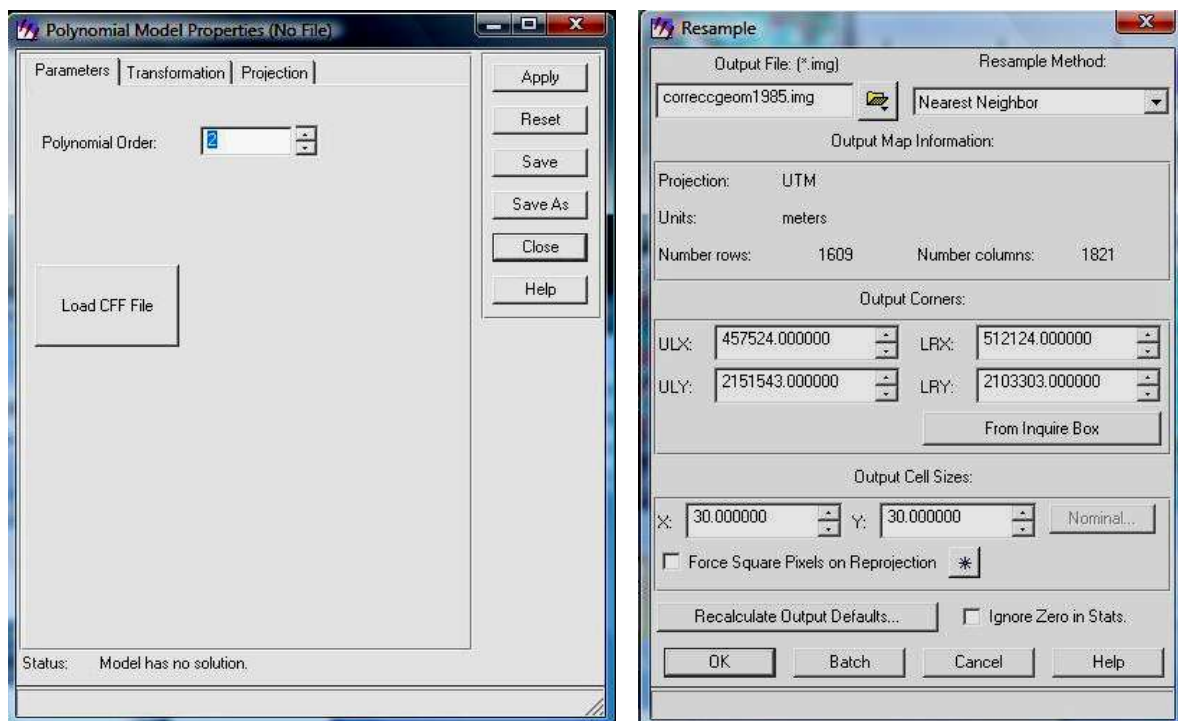 Polynomial Model Properties (No File)
Parameters Transformation Projection
Polynomial Order: 2
Load CFF File
Apply
Reset
Save
Save As
Close
Help
Status: Model has no solution.
Resample
Output File: (*.img) Resample Method:
correccgeom1985.img Nearest Neighbor
Output Map Information:
Projection: UTM
Units: meters
Number rows: 1609 Number columns: 1821
Output Corners:
ULX: 457524.000000 LRX: 512124.000000
ULY: 2151543.000000 LRY: 2103303.000000
From Inquire Box
Output Cell Sizes:
X: 30.000000 Y: 30.000000 Nominal...
Force Square Pixels on Reprojection
Recalculate Output Defaults... Ignore Zero in Stats.
OK Batch Cancel Help